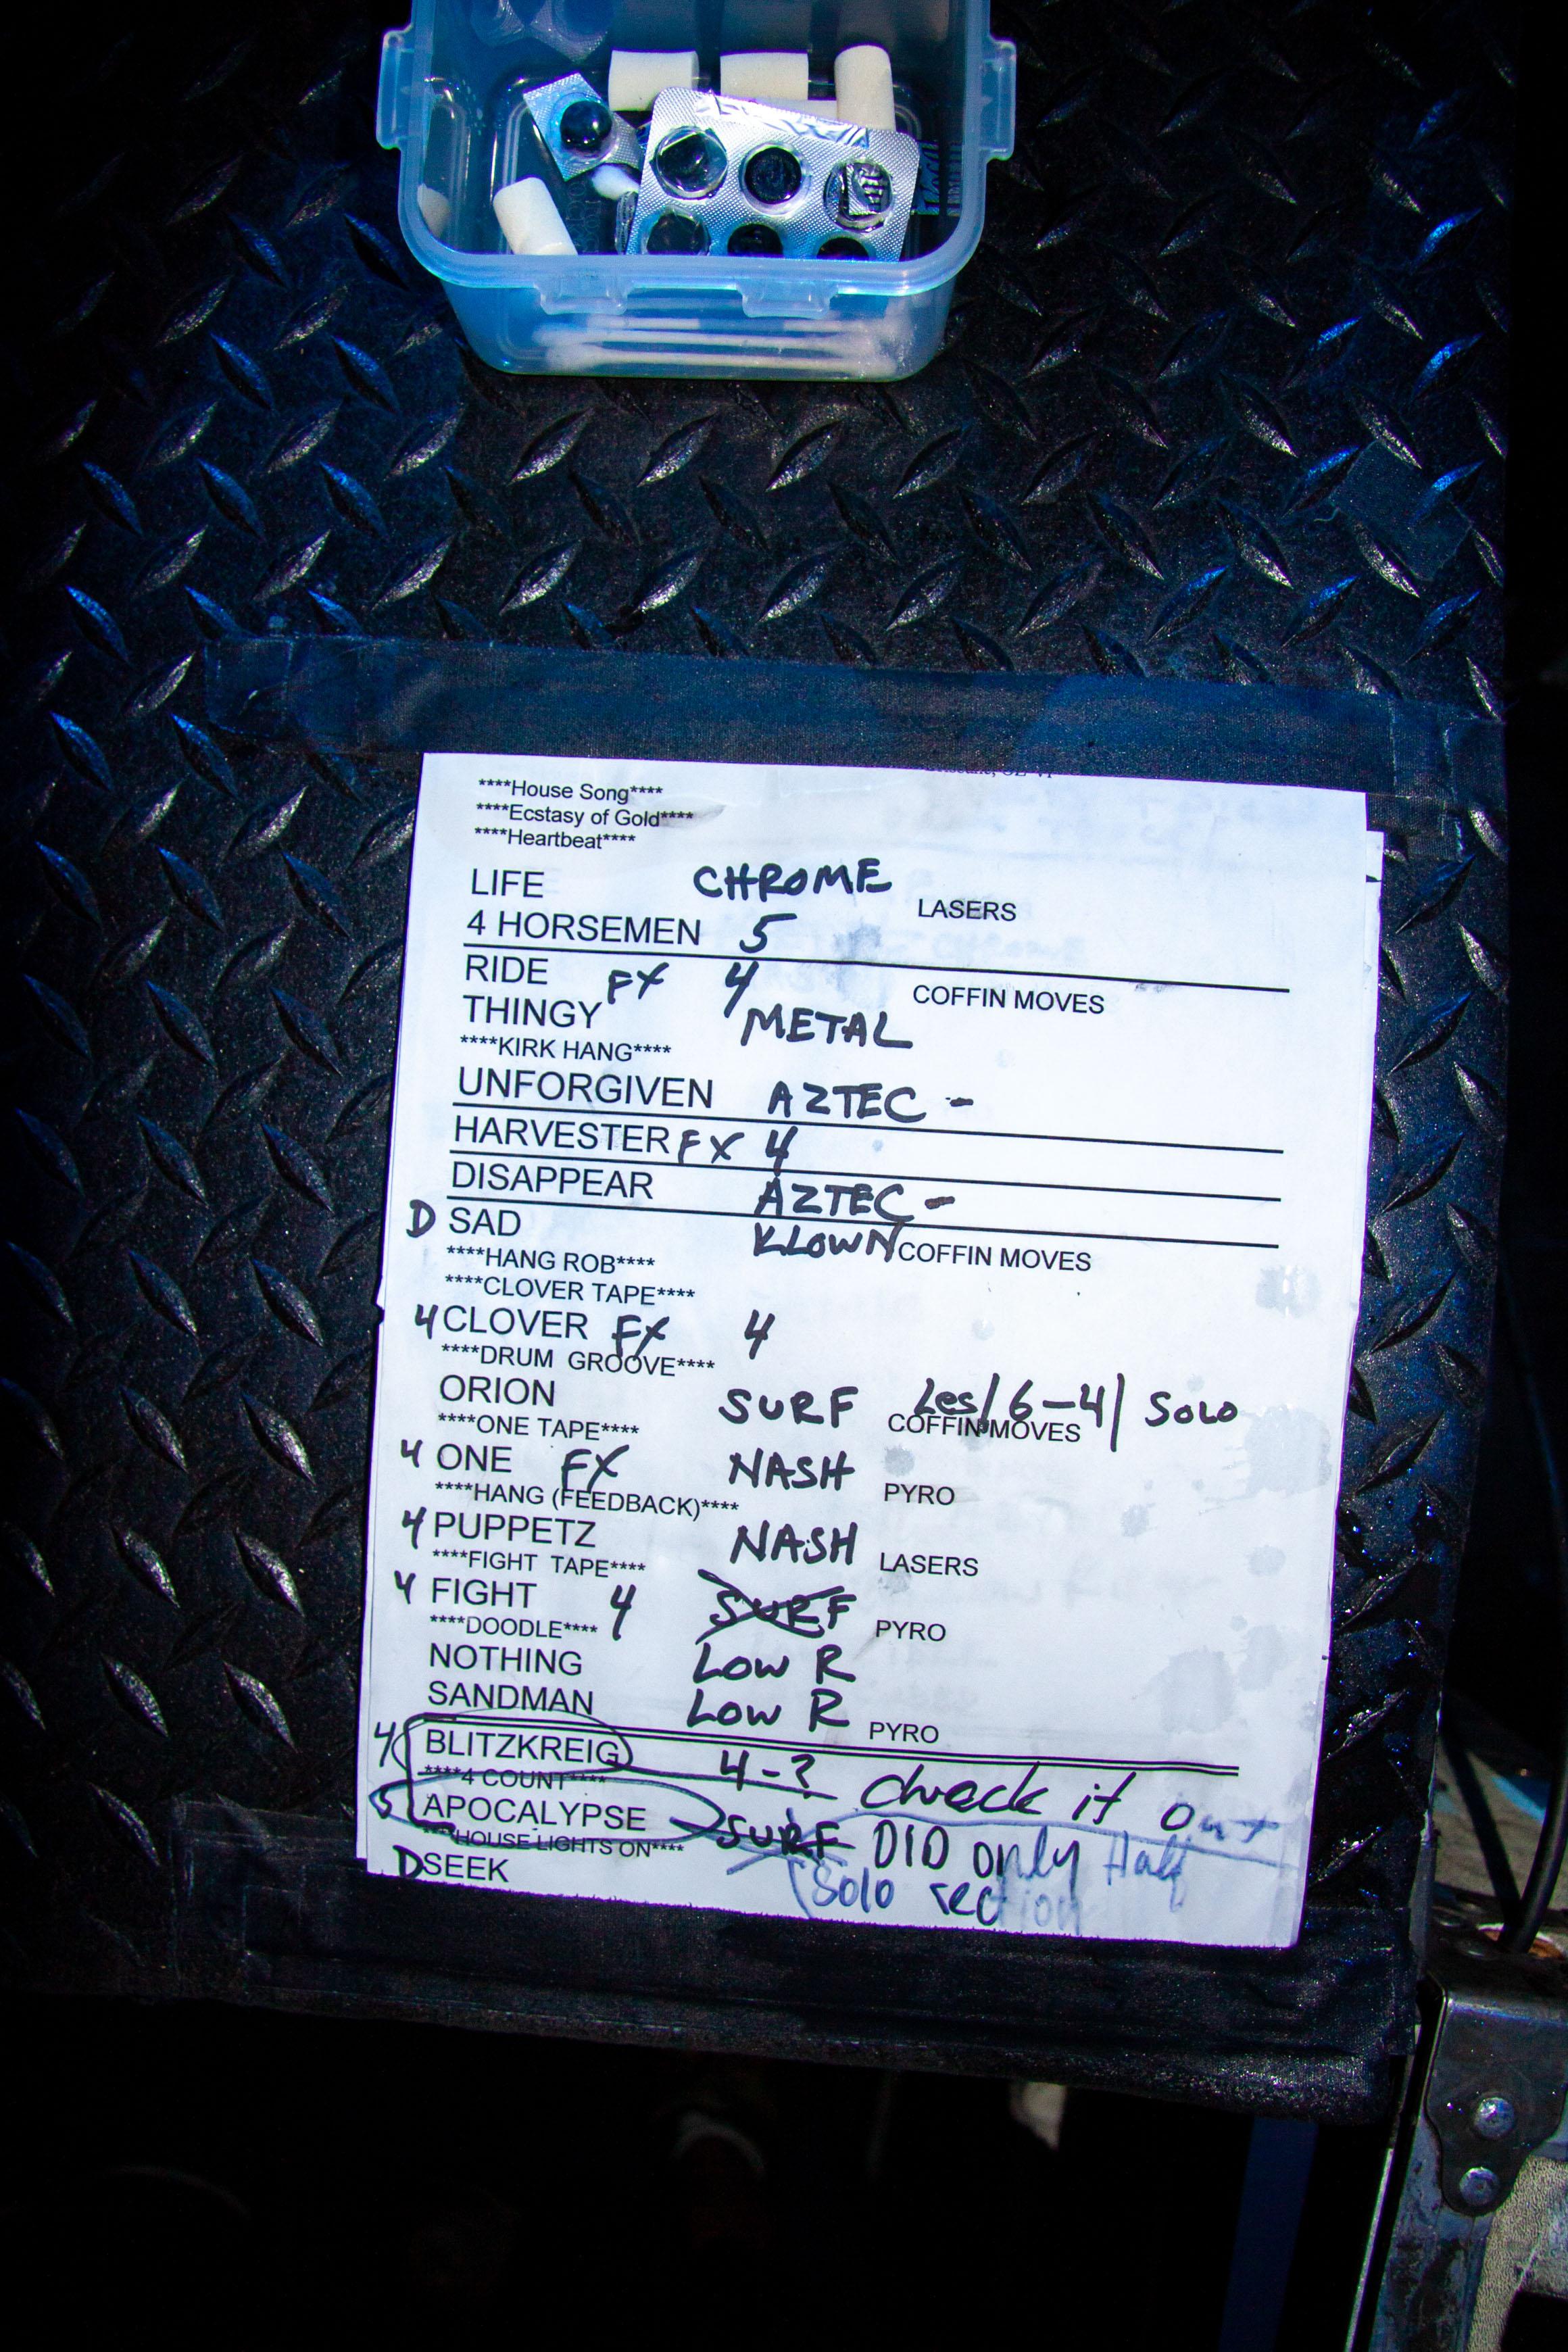 ****House Song****
****Ecstasy of Gold****
****Heartbeat****
LIFE CHROME LASERS
4 HORSEMEN 5
RIDE FX 4 COFFIN MOVES
THINGY METAL
****KIRK HANG****
UNFORGIVEN AZTEC -
HARVESTER FX 4
DISAPPEAR AZTEC -
D SAD KLOWN COFFIN MOVES
****HANG ROB****
****CLOVER TAPE****
4 CLOVER FX 4
****DRUM GROOVE****
ORION SURF Les/6-4/ SOLO
****ONE TAPE**** COFFIN MOVES
4 ONE FX NASH PYRO
****HANG (FEEDBACK)****
4 PUPPETZ NASH LASERS
****FIGHT TAPE****
4 FIGHT 4 SURF PYRO
****DOODLE****
NOTHING LOW R
SANDMAN LOW R PYRO
4 BLITZKREIG 4-? check it out
****4 COUNT****
5 APOCALYPSE SURF DID only Half
****HOUSE LIGHTS ON**** Solo section
D SEEK